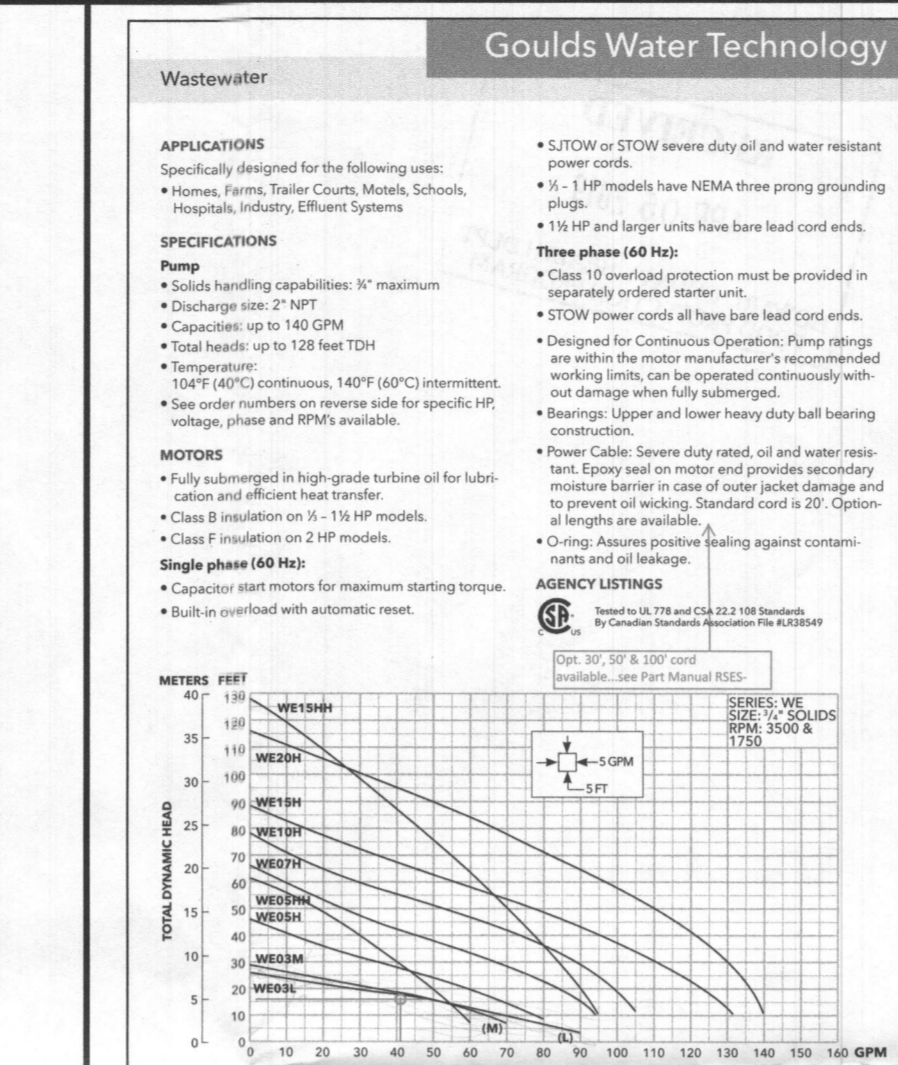 Goulds Water Technology
Wastewater
APPLICATIONS
Specifically designed for the following uses:
• Homes, Farms, Trailer Courts, Motels, Schools,
Hospitals, Industry, Effluent Systems
SPECIFICATIONS
Pump
• Solids handling capabilities: ¾" maximum
• Discharge size: 2" NPT
• Capacities: up to 140 GPM
• Total heads: up to 128 feet TDH
• Temperature:
104°F (40°C) continuous, 140°F (60°C) intermittent.
• See order numbers on reverse side for specific HP,
voltage, phase and RPM's available.
MOTORS
• Fully submerged in high-grade turbine oil for lubri-
cation and efficient heat transfer.
• Class B insulation on ⅓ – 1½ HP models.
• Class F insulation on 2 HP models.
Single phase (60 Hz):
• Capacitor start motors for maximum starting torque.
• Built-in overload with automatic reset.
• SJTOW or STOW severe duty oil and water resistant
power cords.
• ⅓ – 1 HP models have NEMA three prong grounding
plugs.
• 1½ HP and larger units have bare lead cord ends.
Three phase (60 Hz):
• Class 10 overload protection must be provided in
separately ordered starter unit.
• STOW power cords all have bare lead cord ends.
• Designed for Continuous Operation: Pump ratings
are within the motor manufacturer's recommended
working limits, can be operated continuously with-
out damage when fully submerged.
• Bearings: Upper and lower heavy duty ball bearing
construction.
• Power Cable: Severe duty rated, oil and water resis-
tant. Epoxy seal on motor end provides secondary
moisture barrier in case of outer jacket damage and
to prevent oil wicking. Standard cord is 20'. Option-
al lengths are available.
• O-ring: Assures positive sealing against contami-
nants and oil leakage.
AGENCY LISTINGS
C SA US
Tested to UL 778 and CSA 22.2 108 Standards
By Canadian Standards Association File #LR38549
Opt. 30', 50' & 100' cord
available...see Part Manual RSES-
METERS FEET
SERIES: WE
SIZE: ¾" SOLIDS
RPM: 3500 &
1750
5 GPM
5 FT
TOTAL DYNAMIC HEAD
40
35
30
25
20
15
10
5
0
130
120
110
100
90
80
70
60
50
40
30
20
10
0
WE15HH
WE20H
WE15H
WE10H
WE07H
WE05HH
WE05H
WE03M
WE03L
(M)
(L)
0 10 20 30 40 50 60 70 80 90 100 110 120 130 140 150 160 GPM